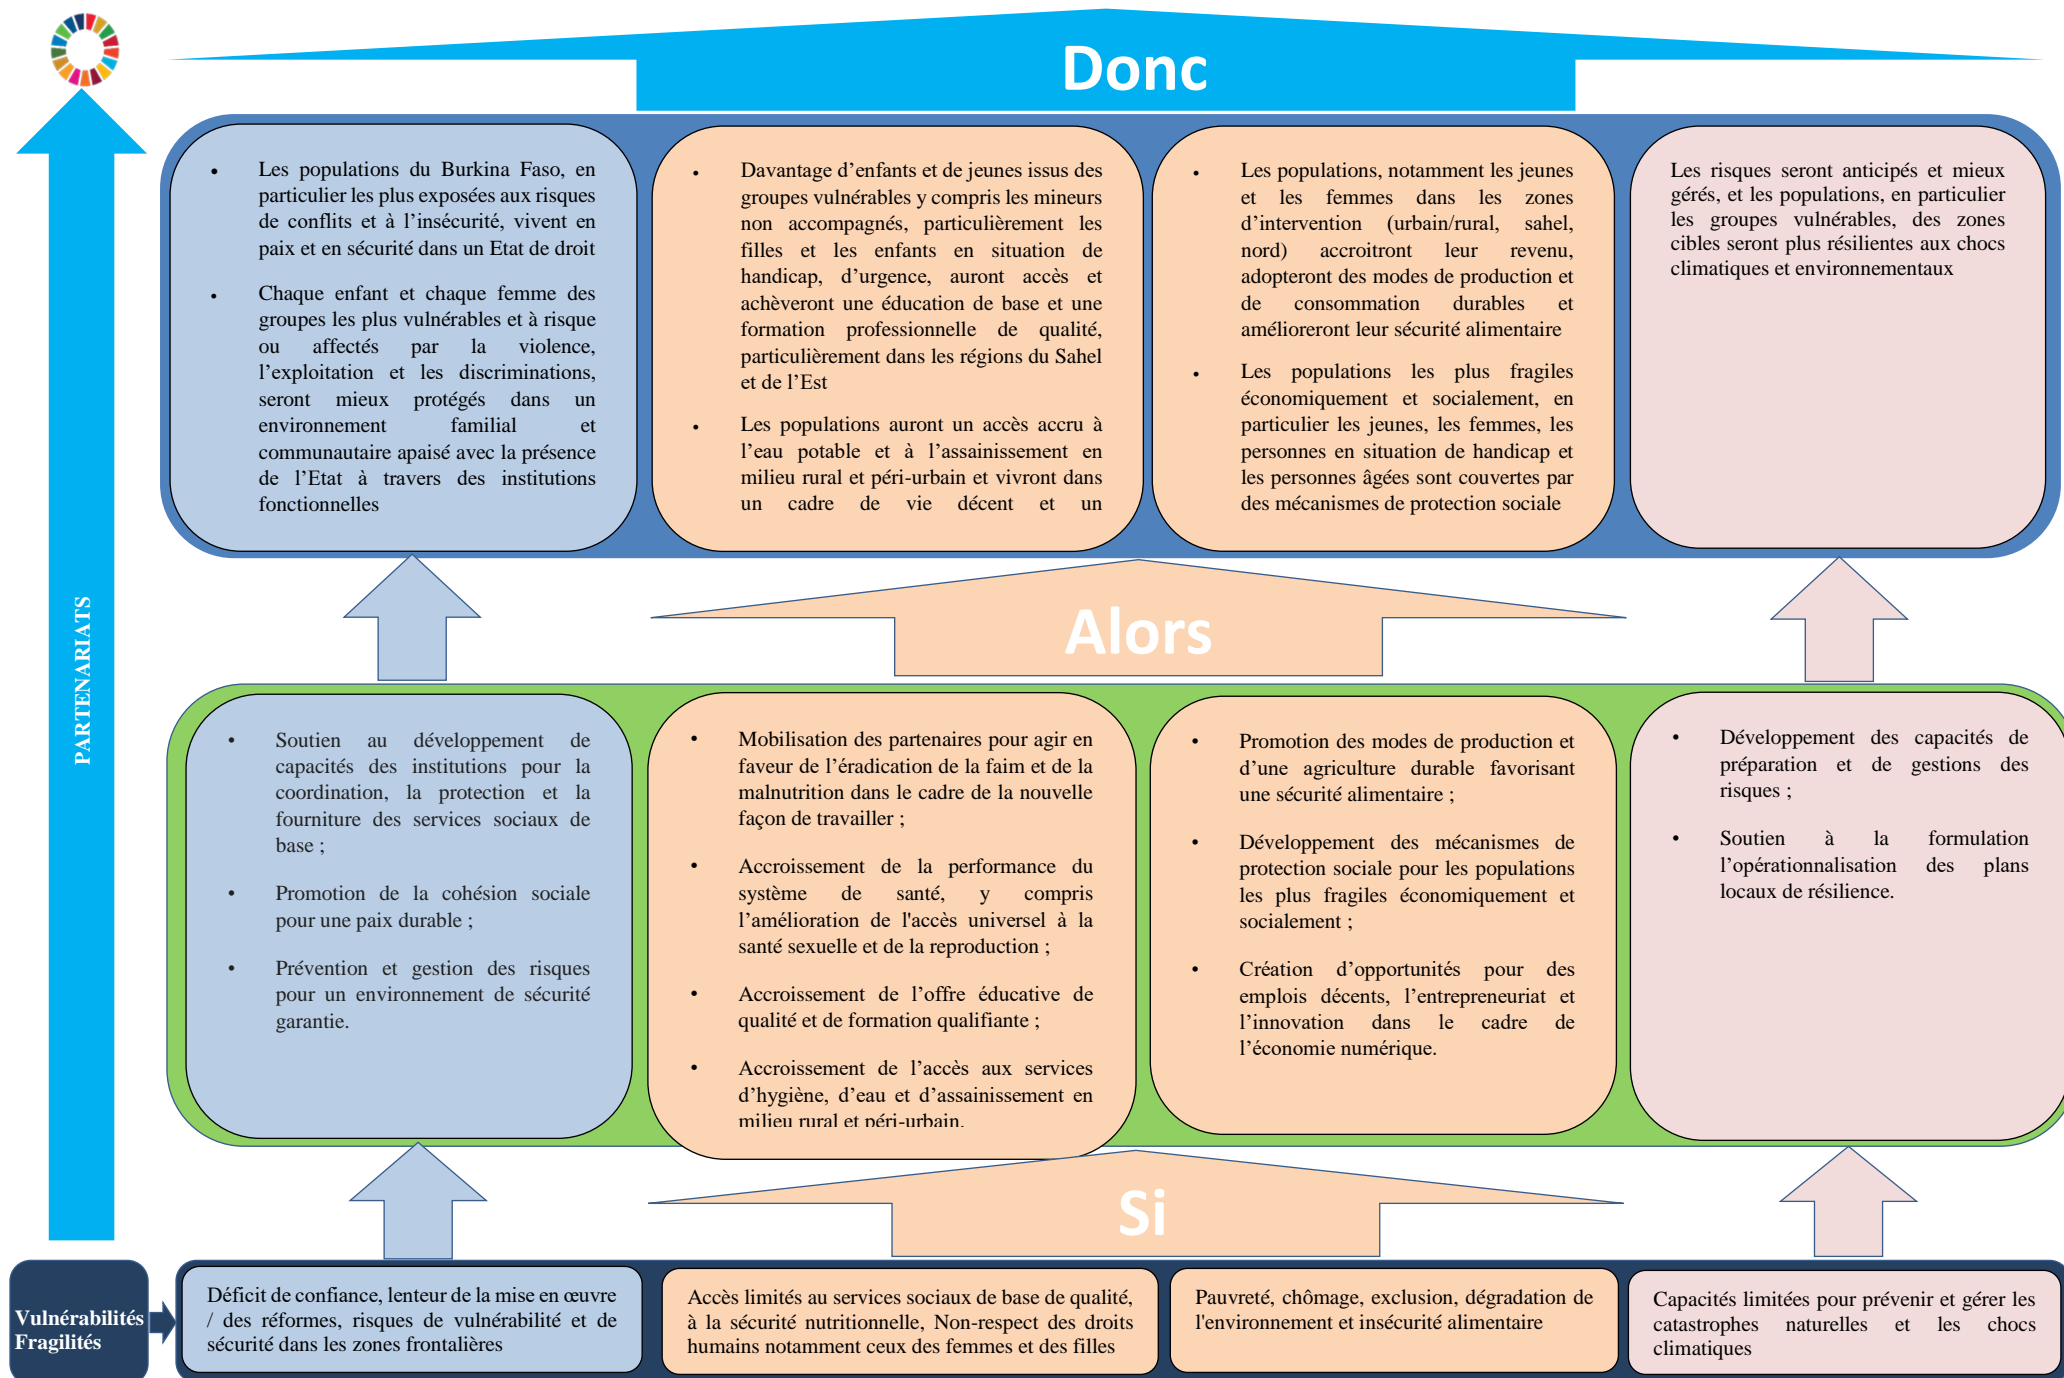 Donc
Les populations du Burkina Faso, en
particulier les plus exposées aux risques
de conflits et à l’insécurité, vivent en
paix et en sécurité dans un Etat de droit
Chaque enfant et chaque femme des
groupes les plus vulnérables et à risque
ou affectés par la violence,
l’exploitation et les discriminations,
seront mieux protégés dans un
environnement familial et
communautaire apaisé avec la présence
de l’Etat à travers des institutions
fonctionnelles
Davantage d’enfants et de jeunes issus des
groupes vulnérables y compris les mineurs
non accompagnés, particulièrement les
filles et les enfants en situation de
handicap, d’urgence, auront accès et
achèveront une éducation de base et une
formation professionnelle de qualité,
particulièrement dans les régions du Sahel
et de l’Est
Les populations auront un accès accru à
l’eau potable et à l’assainissement en
milieu rural et péri-urbain et vivront dans
un cadre de vie décent et un
Les populations, notamment les jeunes
et les femmes dans les zones
d’intervention (urbain/rural, sahel,
nord) accroitront leur revenu,
adopteront des modes de production et
de consommation durables et
amélioreront leur sécurité alimentaire
Les populations les plus fragiles
économiquement et socialement, en
particulier les jeunes, les femmes, les
personnes en situation de handicap et
les personnes âgées sont couvertes par
des mécanismes de protection sociale
Les risques seront anticipés et mieux
gérés, et les populations, en particulier
les groupes vulnérables, des zones
cibles seront plus résilientes aux chocs
climatiques et environnementaux
PARTENARIATS
Alors
Soutien au développement de
capacités des institutions pour la
coordination, la protection et la
fourniture des services sociaux de
base ;
Promotion de la cohésion sociale
pour une paix durable ;
Prévention et gestion des risques
pour un environnement de sécurité
garantie.
Mobilisation des partenaires pour agir en
faveur de l’éradication de la faim et de la
malnutrition dans le cadre de la nouvelle
façon de travailler ;
Accroissement de la performance du
système de santé, y compris
l’amélioration de l'accès universel à la
santé sexuelle et de la reproduction ;
Accroissement de l’offre éducative de
qualité et de formation qualifiante ;
Accroissement de l’accès aux services
d’hygiène, d’eau et d’assainissement en
milieu rural et péri-urbain.
Promotion des modes de production et
d’une agriculture durable favorisant
une sécurité alimentaire ;
Développement des mécanismes de
protection sociale pour les populations
les plus fragiles économiquement et
socialement ;
Création d’opportunités pour des
emplois décents, l’entrepreneuriat et
l’innovation dans le cadre de
l’économie numérique.
Développement des capacités de
préparation et de gestions des
risques ;
Soutien à la formulation
l’opérationnalisation des plans
locaux de résilience.
Si
Vulnérabilités
Fragilités
Déficit de confiance, lenteur de la mise en œuvre
/ des réformes, risques de vulnérabilité et de
sécurité dans les zones frontalières
Accès limités au services sociaux de base de qualité,
à la sécurité nutritionnelle, Non-respect des droits
humains notamment ceux des femmes et des filles
Pauvreté, chômage, exclusion, dégradation de
l'environnement et insécurité alimentaire
Capacités limitées pour prévenir et gérer les
catastrophes naturelles et les chocs
climatiques